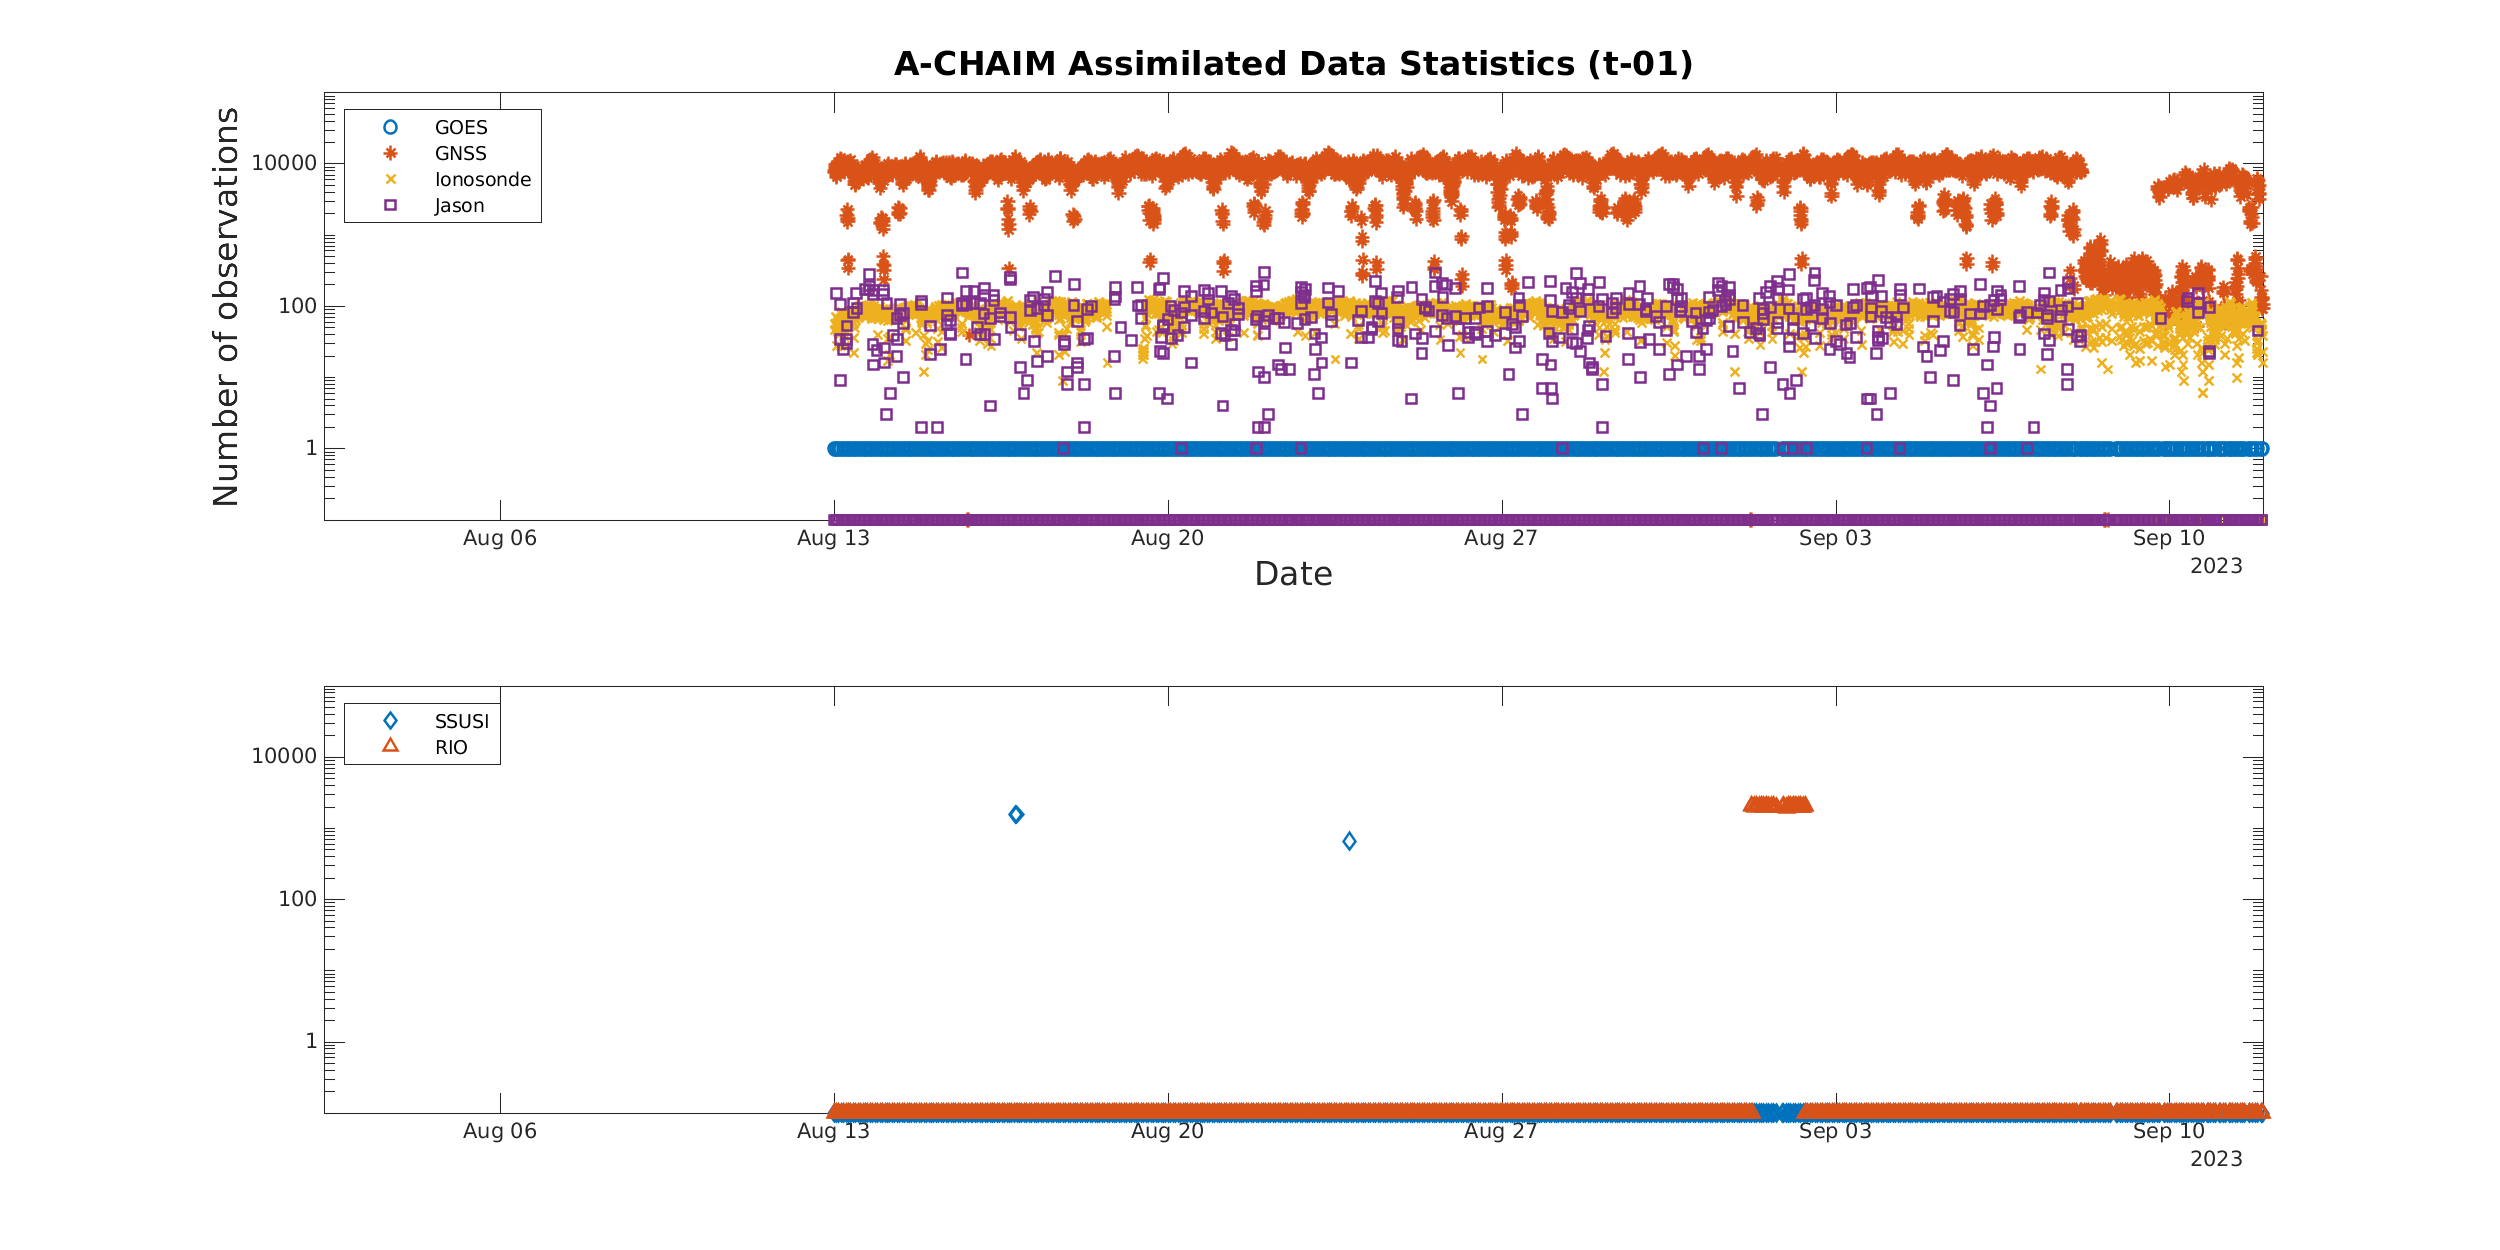 A-CHAIM Assimilated Data Statistics (t-01)
Number of observations
10000
100
1
GOES
GNSS
Ionosonde
Jason
Aug 06
Aug 13
Aug 20
Aug 27
Sep 03
Sep 10
2023
Date
10000
100
1
SSUSI
RIO
Aug 06
Aug 13
Aug 20
Aug 27
Sep 03
Sep 10
2023